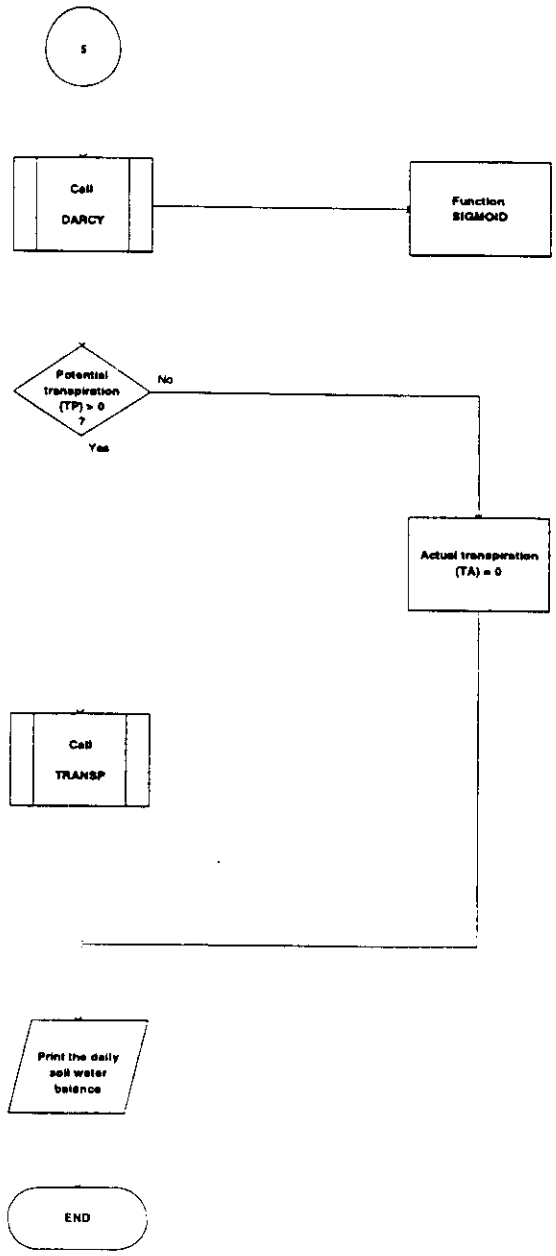 5
Call
DARCY
Function
SIGMOID
Potential
transpiration
(TP) > 0
?
No
Yes
Actual transpiration
(TA) = 0
Call
TRANSP
Print the daily
soil water
balance
END